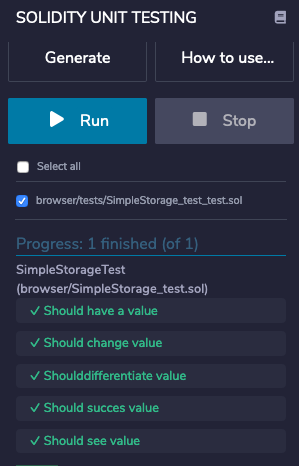 SOLIDITY UNIT TESTING
Generate
How to use...
Run
Stop
Select all
browser/tests/SimpleStorage_test_test.sol
Progress: 1 finished (of 1)
SimpleStorageTest
(browser/SimpleStorage_test.sol)
✓ Should have a value
✓ Should change value
✓ Shoulddifferentiate value
✓ Should succes value
✓ Should see value